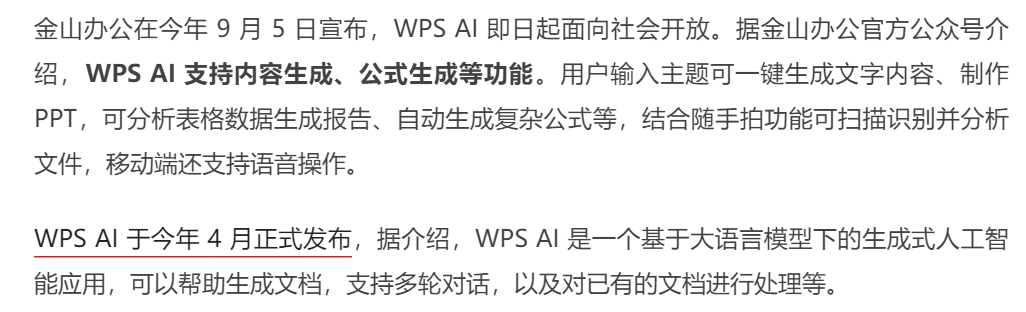 金山办公在今年 9 月 5 日宣布，WPS AI 即日起面向社会开放。据金山办公官方公众号介
绍，WPS AI 支持内容生成、公式生成等功能。用户输入主题可一键生成文字内容、制作
PPT，可分析表格数据生成报告、自动生成复杂公式等，结合随手拍功能可扫描识别并分析
文件，移动端还支持语音操作。
WPS AI 于今年 4 月正式发布，据介绍，WPS AI 是一个基于大语言模型下的生成式人工智
能应用，可以帮助生成文档，支持多轮对话，以及对已有的文档进行处理等。